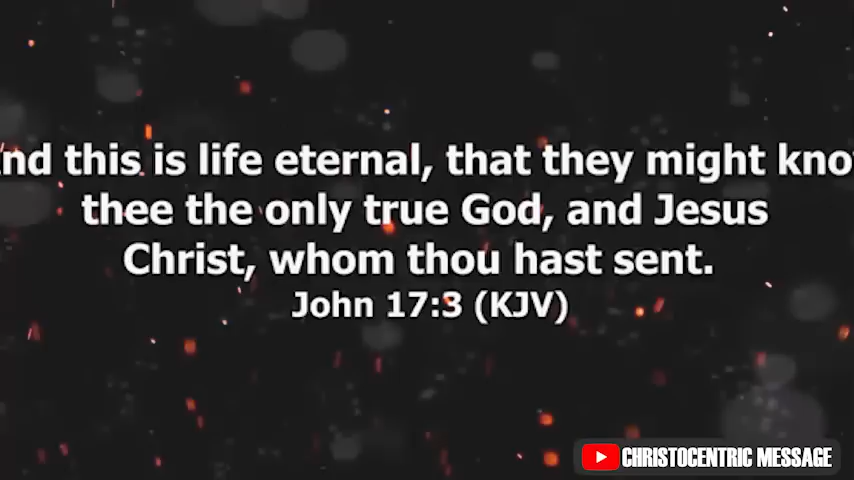 nd this is life eternal, that they might kno
thee the only true God, and Jesus
Christ, whom thou hast sent.
John 17:3 (KJV)
CHRISTOCENTRIC MESSAGE